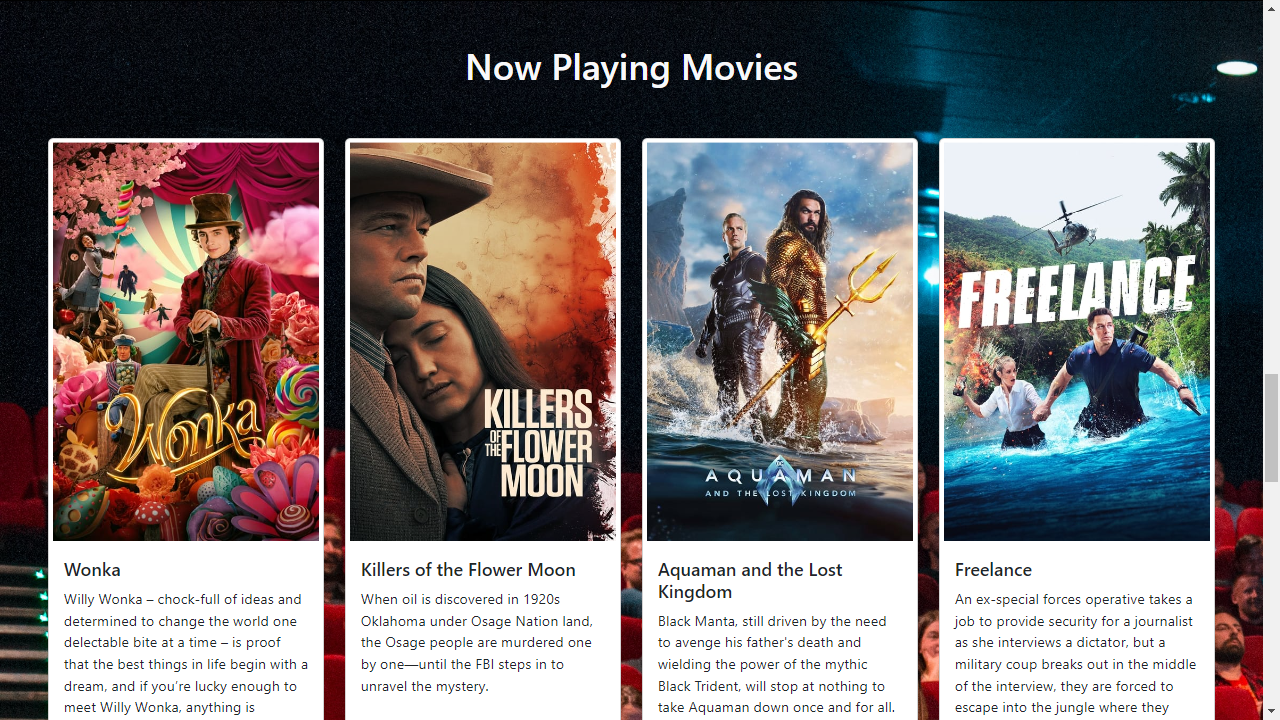 Now Playing Movies
Wonka
KILLERS
OF THE FLOWER
MOON
AQUAMAN
AND THE LOST KINGDOM
FREELANCE
Wonka
Willy Wonka – chock-full of ideas and
determined to change the world one
delectable bite at a time – is proof
that the best things in life begin with a
dream, and if you’re lucky enough to
meet Willy Wonka, anything is
Killers of the Flower Moon
When oil is discovered in 1920s
Oklahoma under Osage Nation land,
the Osage people are murdered one
by one—until the FBI steps in to
unravel the mystery.
Aquaman and the Lost
Kingdom
Black Manta, still driven by the need
to avenge his father's death and
wielding the power of the mythic
Black Trident, will stop at nothing to
take Aquaman down once and for all.
Freelance
An ex-special forces operative takes a
job to provide security for a journalist
as she interviews a dictator, but a
military coup breaks out in the middle
of the interview, they are forced to
escape into the jungle where they